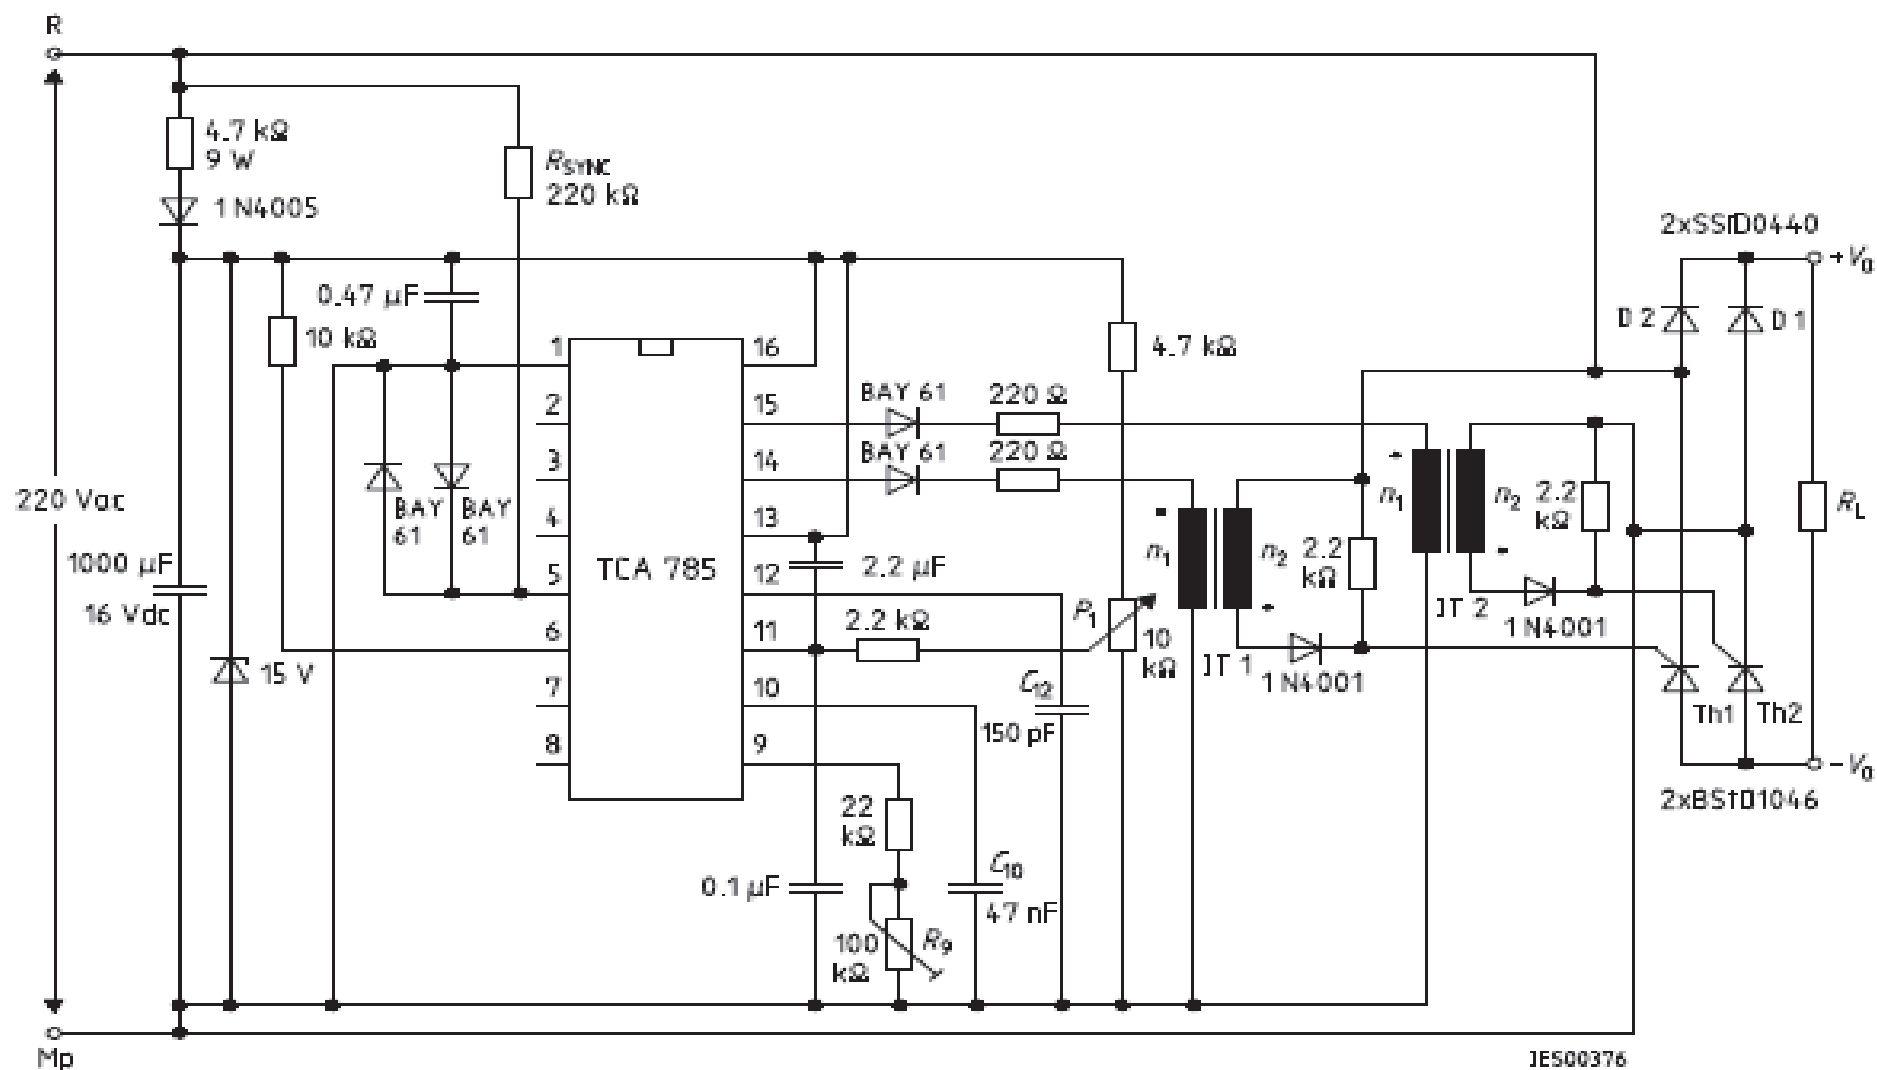 R
4.7 kΩ
9 W
RSYNC
220 kΩ
1 N4005
2xSSiD0440
+V0
0.47 µF
10 kΩ
D2
D1
1
16
4.7 kΩ
BAY 61
220 Ω
2
15
BAY 61
220 Ω
3
14
BAY
61
BAY
61
n1
n2
2.2
kΩ
RL
220 Vac
4
13
n1
n2
2.2
kΩ
1000 µF
16 Vdc
TCA 785
5
12
2.2 µF
P1
10
kΩ
IT 2
1 N4001
6
11
2.2 kΩ
IT 1
1 N4001
15 V
7
10
C12
150 pF
Th1
Th2
8
9
-V0
2xBStD1046
22
kΩ
0.1 µF
C10
47 nF
100
kΩ
R9
Mp
IES00376